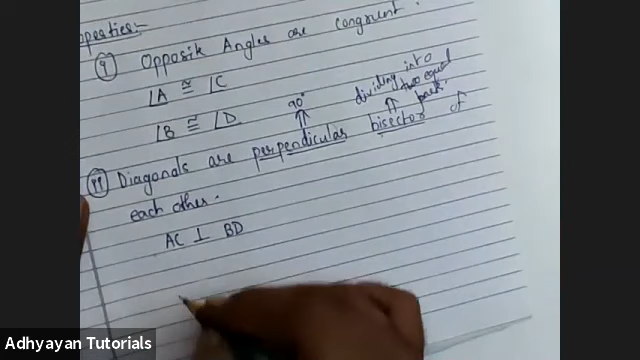 operties:-
(i) Opposite Angles are congruent.
∠A ≅ ∠C
∠B ≅ ∠D
90°
dividing into two equal parts.
(ii) Diagonals are perpendicular bisector of
each other.
AC ⊥ BD
Adhyayan Tutorials